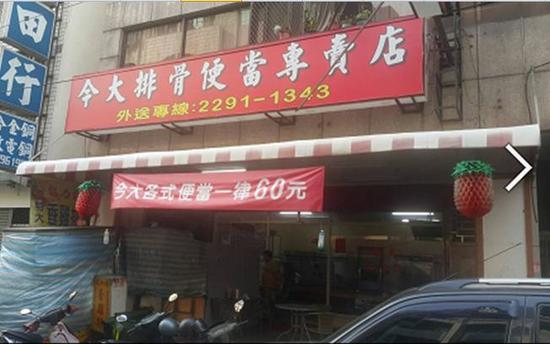 今大排骨便當專賣店
外送專線:2291-1343
今大各式便當一律60元
田
行